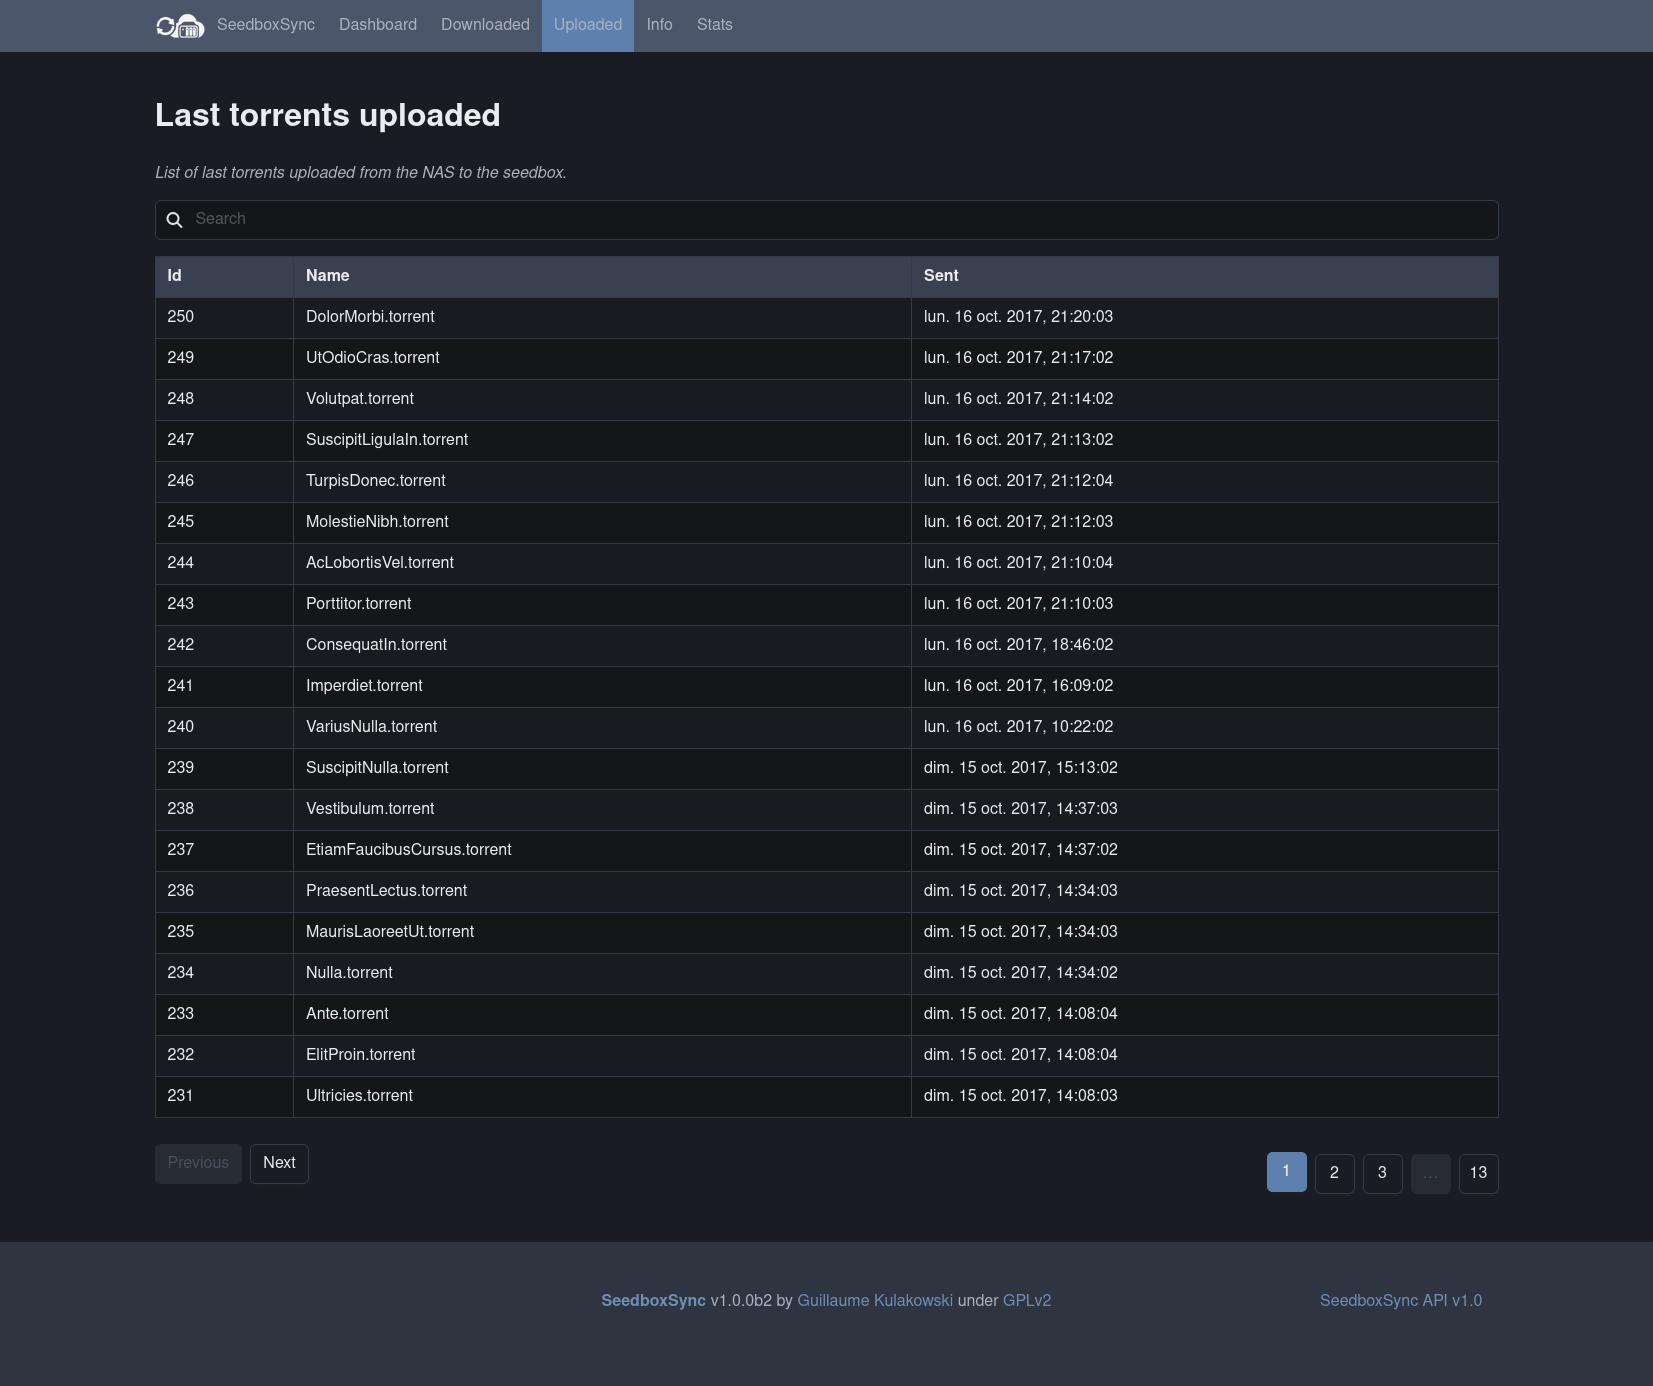 SeedboxSync Dashboard Downloaded Uploaded Info Stats
Last torrents uploaded
List of last torrents uploaded from the NAS to the seedbox.
Search
Id Name Sent
250 DolorMorbi.torrent lun. 16 oct. 2017, 21:20:03
249 UtOdioCras.torrent lun. 16 oct. 2017, 21:17:02
248 Volutpat.torrent lun. 16 oct. 2017, 21:14:02
247 SuscipitLigulaIn.torrent lun. 16 oct. 2017, 21:13:02
246 TurpisDonec.torrent lun. 16 oct. 2017, 21:12:04
245 MolestieNibh.torrent lun. 16 oct. 2017, 21:12:03
244 AcLobortisVel.torrent lun. 16 oct. 2017, 21:10:04
243 Porttitor.torrent lun. 16 oct. 2017, 21:10:03
242 ConsequatIn.torrent lun. 16 oct. 2017, 18:46:02
241 Imperdiet.torrent lun. 16 oct. 2017, 16:09:02
240 VariusNulla.torrent lun. 16 oct. 2017, 10:22:02
239 SuscipitNulla.torrent dim. 15 oct. 2017, 15:13:02
238 Vestibulum.torrent dim. 15 oct. 2017, 14:37:03
237 EtiamFaucibusCursus.torrent dim. 15 oct. 2017, 14:37:02
236 PraesentLectus.torrent dim. 15 oct. 2017, 14:34:03
235 MaurisLaoreetUt.torrent dim. 15 oct. 2017, 14:34:03
234 Nulla.torrent dim. 15 oct. 2017, 14:34:02
233 Ante.torrent dim. 15 oct. 2017, 14:08:04
232 ElitProin.torrent dim. 15 oct. 2017, 14:08:04
231 Ultricies.torrent dim. 15 oct. 2017, 14:08:03
Previous Next 1 2 3 … 13
SeedboxSync v1.0.0b2 by Guillaume Kulakowski under GPLv2 SeedboxSync API v1.0